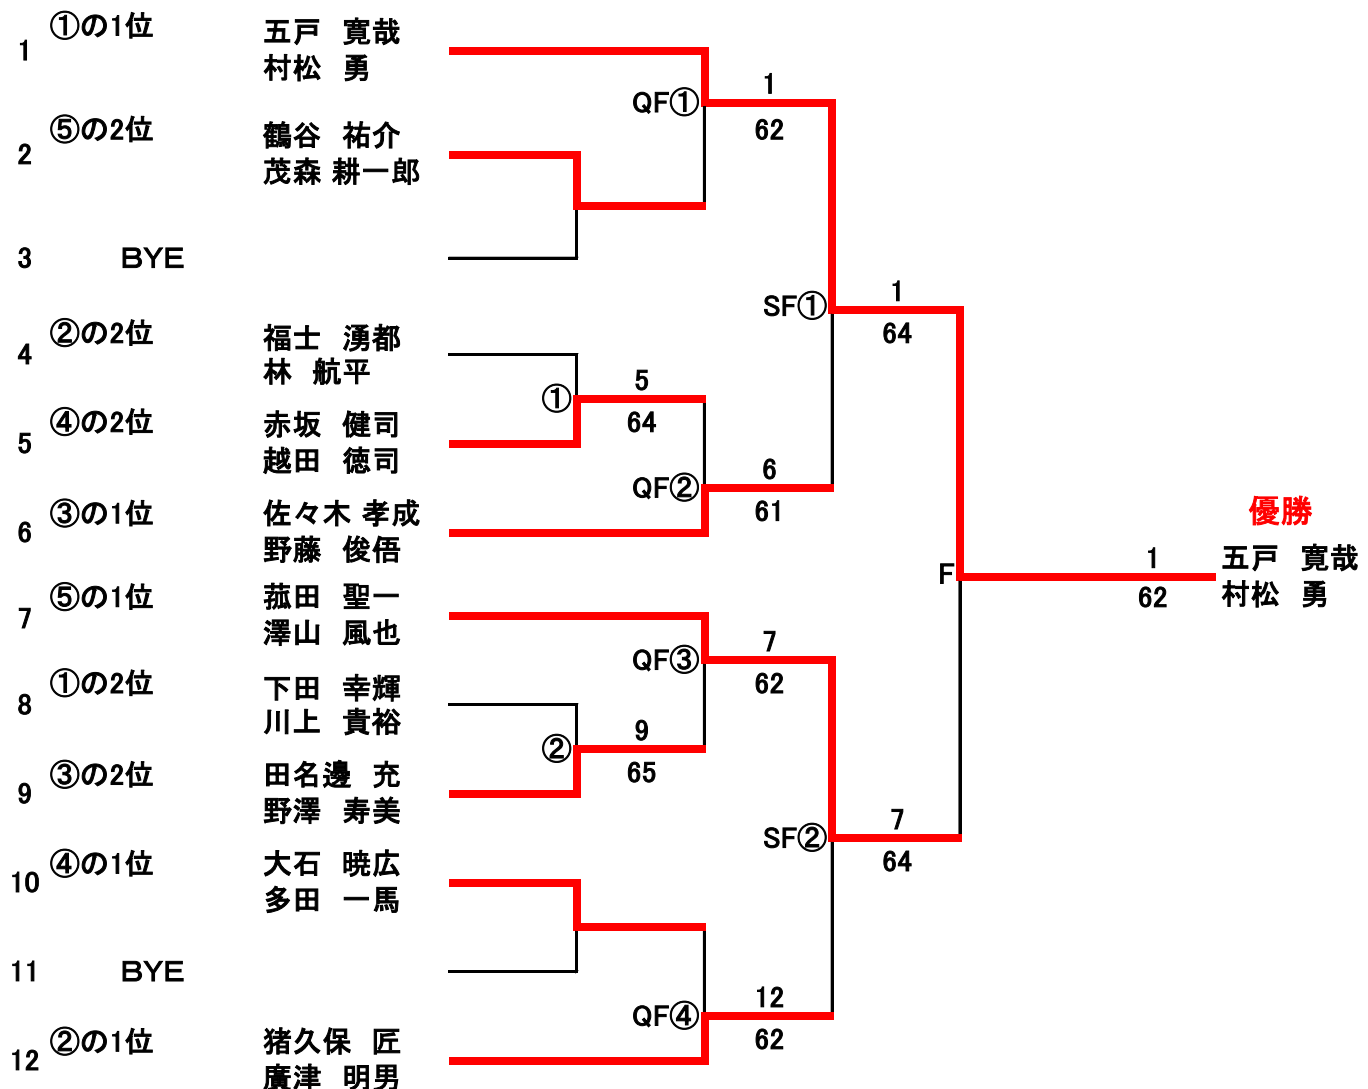 ①の1位
1
五戸　寛哉
村松　勇
QF①
1
62
⑤の2位
2
鶴谷　祐介
茂森 耕一郎
3
BYE
SF①
1
64
②の2位
4
福士　湧都
林　航平
①
5
64
④の2位
5
赤坂　健司
越田　徳司
QF②
6
61
③の1位
6
佐々木 孝成
野藤　俊悟
優勝
五戸　寛哉
村松　勇
F
1
62
⑤の1位
7
菰田　聖一
澤山　風也
QF③
7
62
①の2位
8
下田　幸輝
川上　貴裕
②
9
65
③の2位
9
田名邊　充
野澤　寿美
SF②
7
64
④の1位
10
大石　暁広
多田　一馬
11
BYE
QF④
12
62
②の1位
12
猪久保　匠
廣津　明男